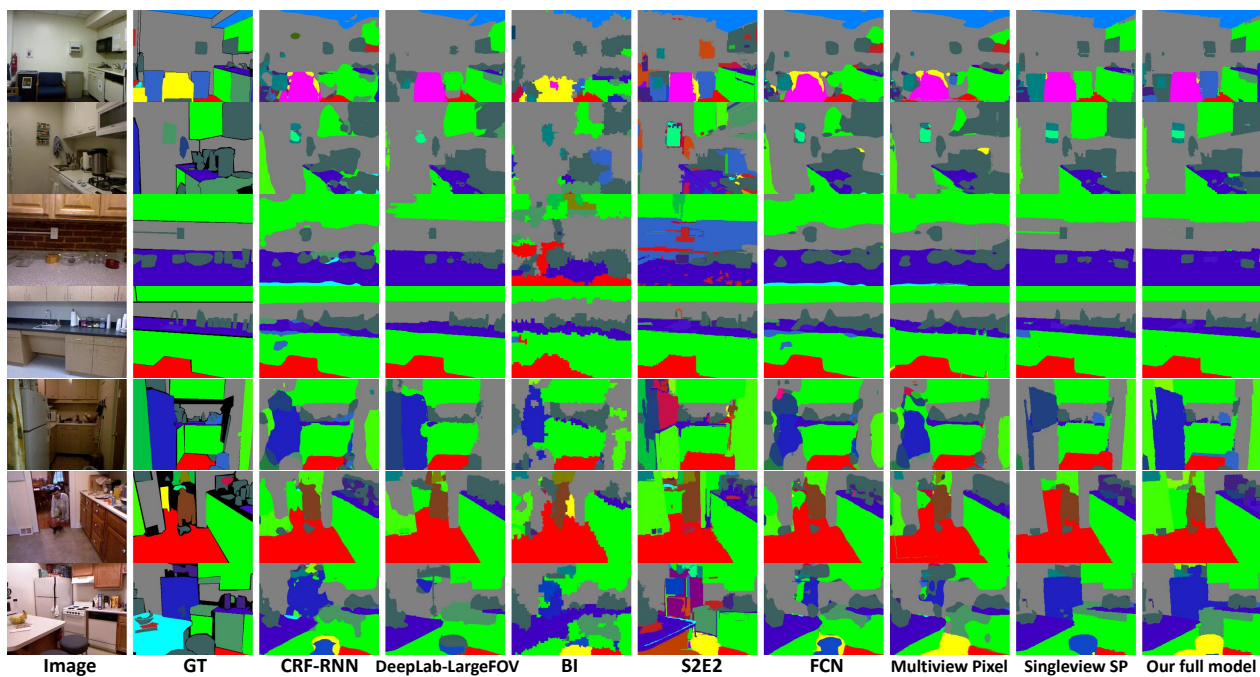 Image GT CRF-RNN DeepLab-LargeFOV BI S2E2 FCN Multiview Pixel Singleview SP Our full model